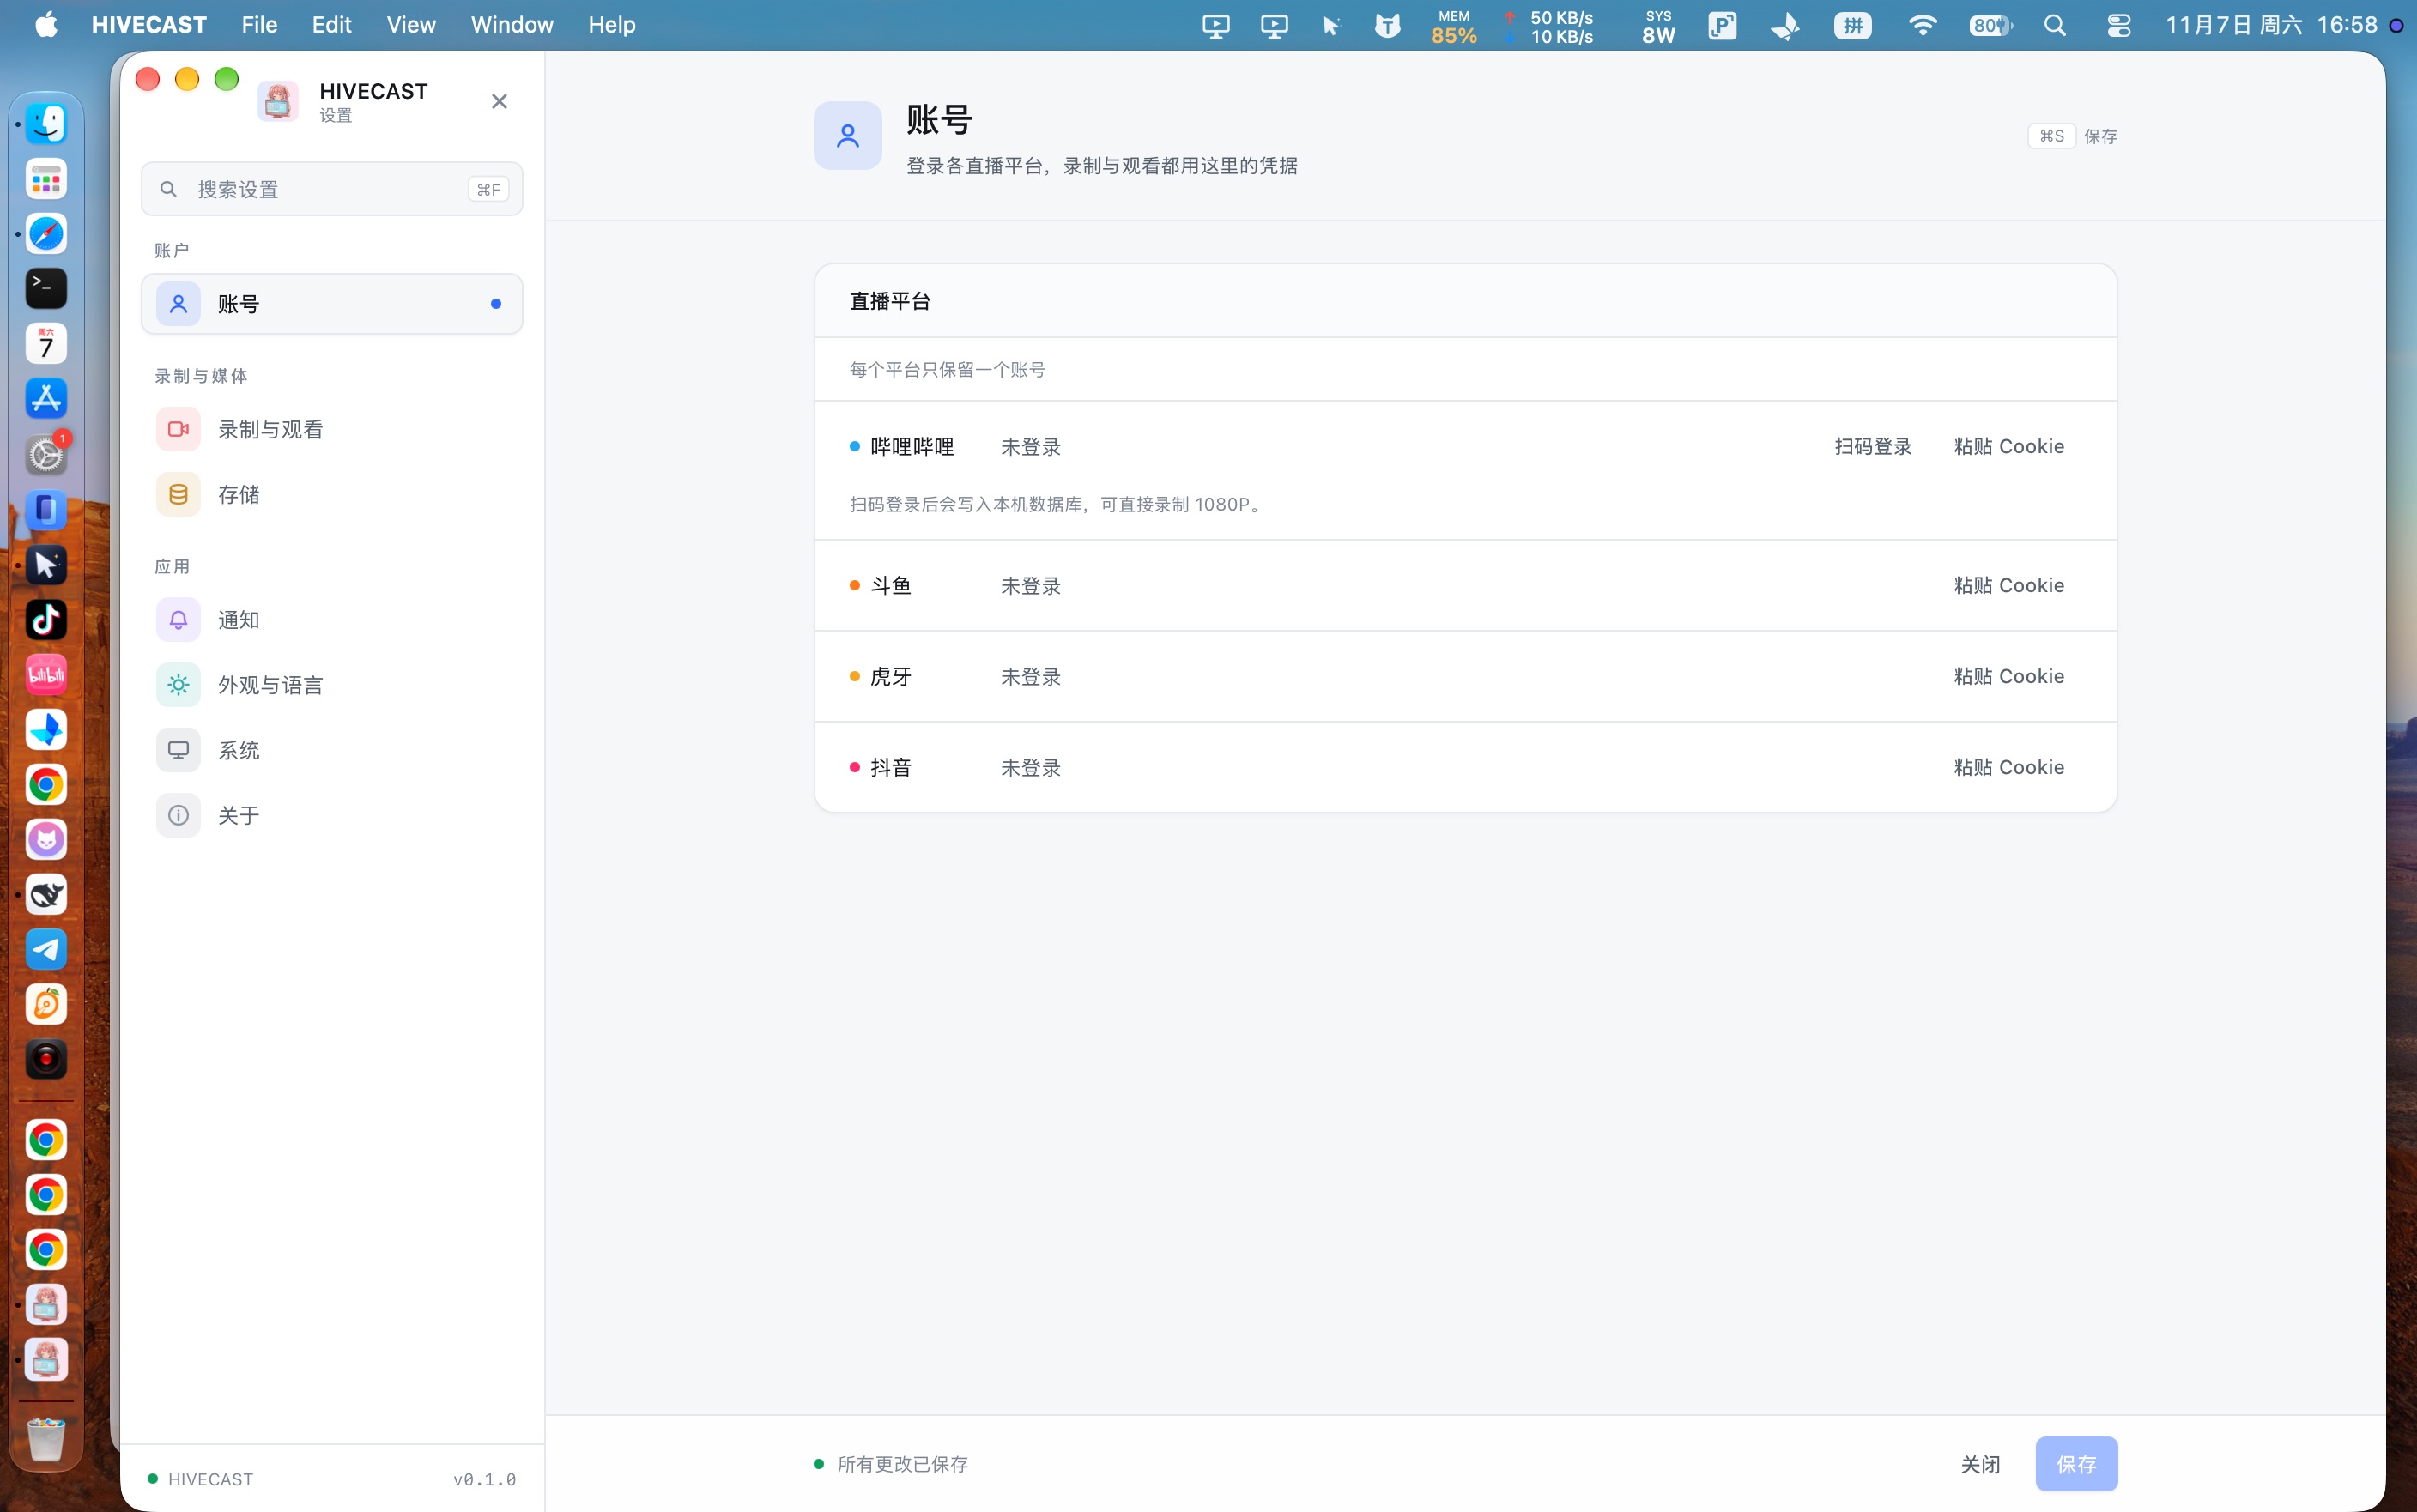 HIVECAST File Edit View Window Help
MEM 85%
50 KB/s
10 KB/s
SYS 8W
拼
80
11月7日 周六 16:58
HIVECAST
设置
搜索设置 ⌘F
账户
账号
录制与媒体
录制与观看
存储
应用
通知
外观与语言
系统
关于
HIVECAST v0.1.0
账号
登录各直播平台，录制与观看都用这里的凭据
⌘S 保存
直播平台
每个平台只保留一个账号
哔哩哔哩 未登录 扫码登录 粘贴 Cookie
扫码登录后会写入本机数据库，可直接录制 1080P。
斗鱼 未登录 粘贴 Cookie
虎牙 未登录 粘贴 Cookie
抖音 未登录 粘贴 Cookie
所有更改已保存
关闭 保存
周六
7
1
bilibili